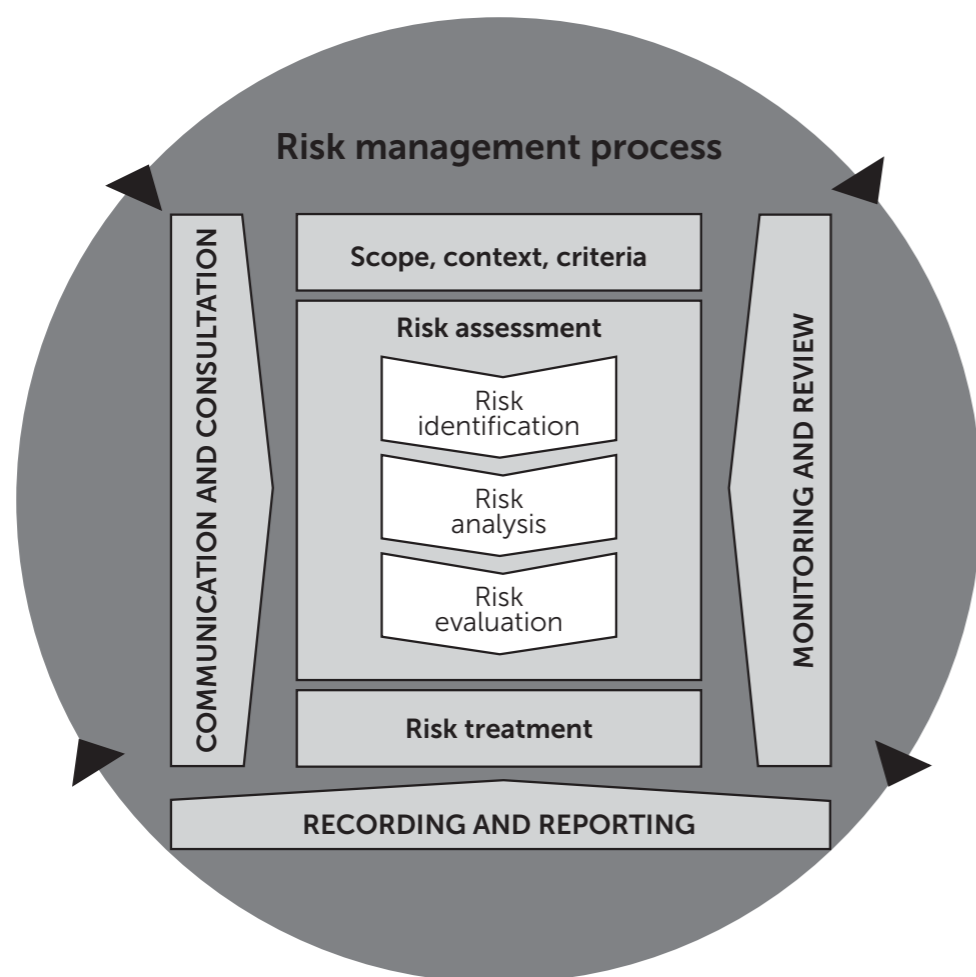 Risk management process
Scope, context, criteria
Risk assessment
Risk
identification
Risk
analysis
Risk
evaluation
Risk treatment
COMMUNICATION AND CONSULTATION
MONITORING AND REVIEW
RECORDING AND REPORTING